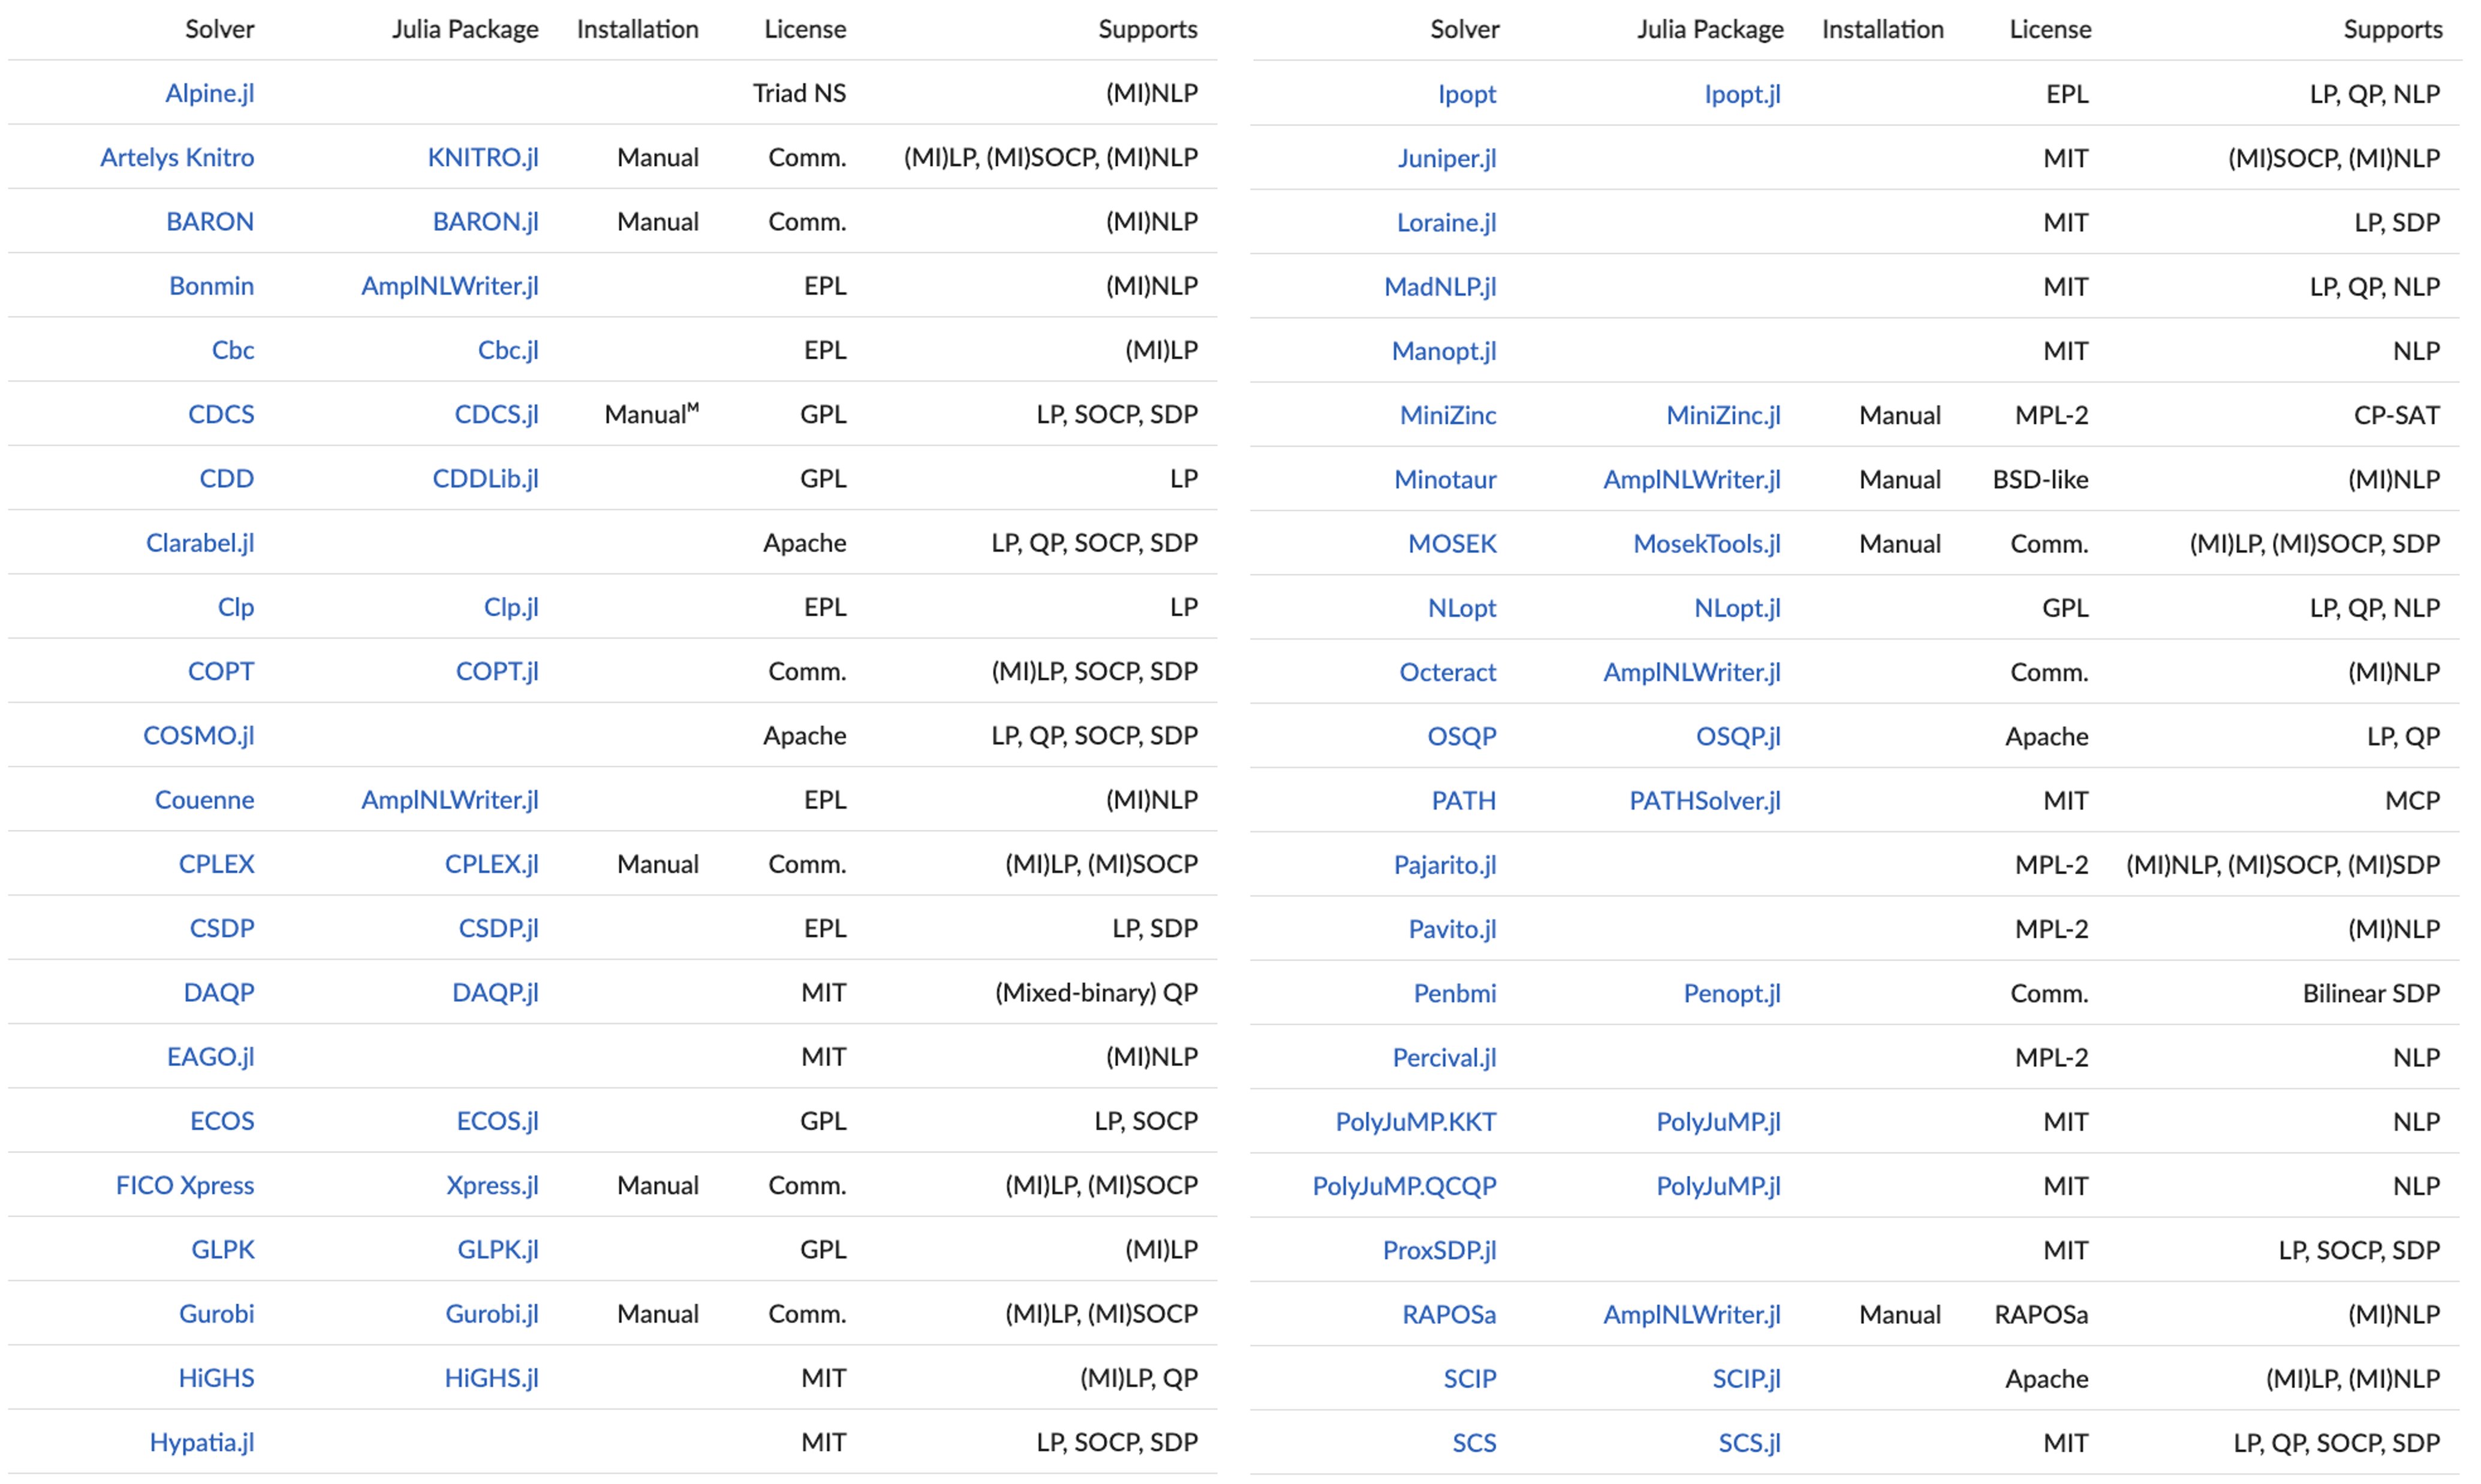 Solver Julia Package Installation License Supports
Alpine.jl Triad NS (MI)NLP
Artelys Knitro KNITRO.jl Manual Comm. (MI)LP, (MI)SOCP, (MI)NLP
BARON BARON.jl Manual Comm. (MI)NLP
Bonmin AmplNLWriter.jl EPL (MI)NLP
Cbc Cbc.jl EPL (MI)LP
CDCS CDCS.jl Manualᴹ GPL LP, SOCP, SDP
CDD CDDLib.jl GPL LP
Clarabel.jl Apache LP, QP, SOCP, SDP
Clp Clp.jl EPL LP
COPT COPT.jl Comm. (MI)LP, SOCP, SDP
COSMO.jl Apache LP, QP, SOCP, SDP
Couenne AmplNLWriter.jl EPL (MI)NLP
CPLEX CPLEX.jl Manual Comm. (MI)LP, (MI)SOCP
CSDP CSDP.jl EPL LP, SDP
DAQP DAQP.jl MIT (Mixed-binary) QP
EAGO.jl MIT (MI)NLP
ECOS ECOS.jl GPL LP, SOCP
FICO Xpress Xpress.jl Manual Comm. (MI)LP, (MI)SOCP
GLPK GLPK.jl GPL (MI)LP
Gurobi Gurobi.jl Manual Comm. (MI)LP, (MI)SOCP
HiGHS HiGHS.jl MIT (MI)LP, QP
Hypatia.jl MIT LP, SOCP, SDP
Solver Julia Package Installation License Supports
Ipopt Ipopt.jl EPL LP, QP, NLP
Juniper.jl MIT (MI)SOCP, (MI)NLP
Loraine.jl MIT LP, SDP
MadNLP.jl MIT LP, QP, NLP
Manopt.jl MIT NLP
MiniZinc MiniZinc.jl Manual MPL-2 CP-SAT
Minotaur AmplNLWriter.jl Manual BSD-like (MI)NLP
MOSEK MosekTools.jl Manual Comm. (MI)LP, (MI)SOCP, SDP
NLopt NLopt.jl GPL LP, QP, NLP
Octeract AmplNLWriter.jl Comm. (MI)NLP
OSQP OSQP.jl Apache LP, QP
PATH PATHSolver.jl MIT MCP
Pajarito.jl MPL-2 (MI)NLP, (MI)SOCP, (MI)SDP
Pavito.jl MPL-2 (MI)NLP
Penbmi Penopt.jl Comm. Bilinear SDP
Percival.jl MPL-2 NLP
PolyJuMP.KKT PolyJuMP.jl MIT NLP
PolyJuMP.QCQP PolyJuMP.jl MIT NLP
ProxSDP.jl MIT LP, SOCP, SDP
RAPOSa AmplNLWriter.jl Manual RAPOSa (MI)NLP
SCIP SCIP.jl Apache (MI)LP, (MI)NLP
SCS SCS.jl MIT LP, QP, SOCP, SDP